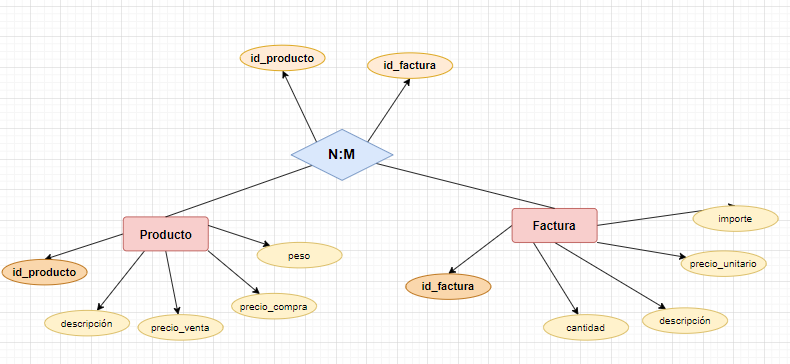 id_producto
id_factura
N:M
Producto
Factura
importe
peso
precio_unitario
id_producto
id_factura
precio_compra
descripción
precio_venta
cantidad
descripción